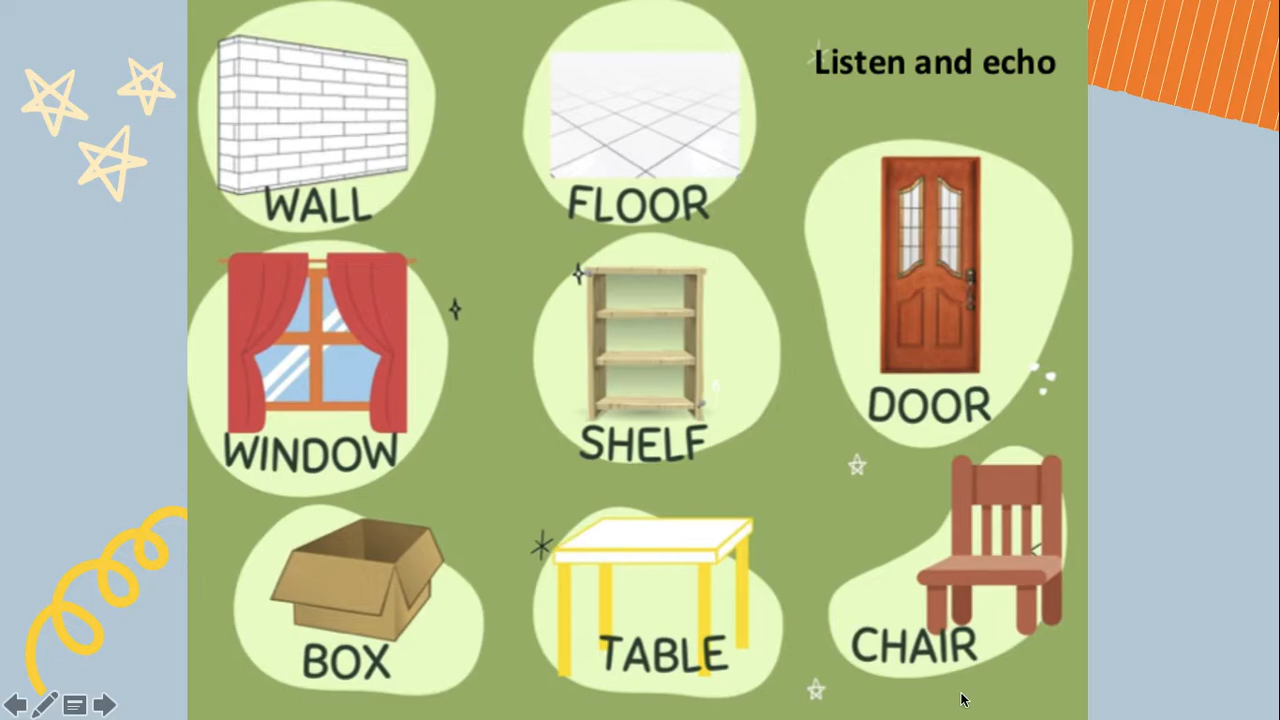 Listen and echo
WALL
FLOOR
DOOR
WINDOW
SHELF
BOX
TABLE
CHAIR